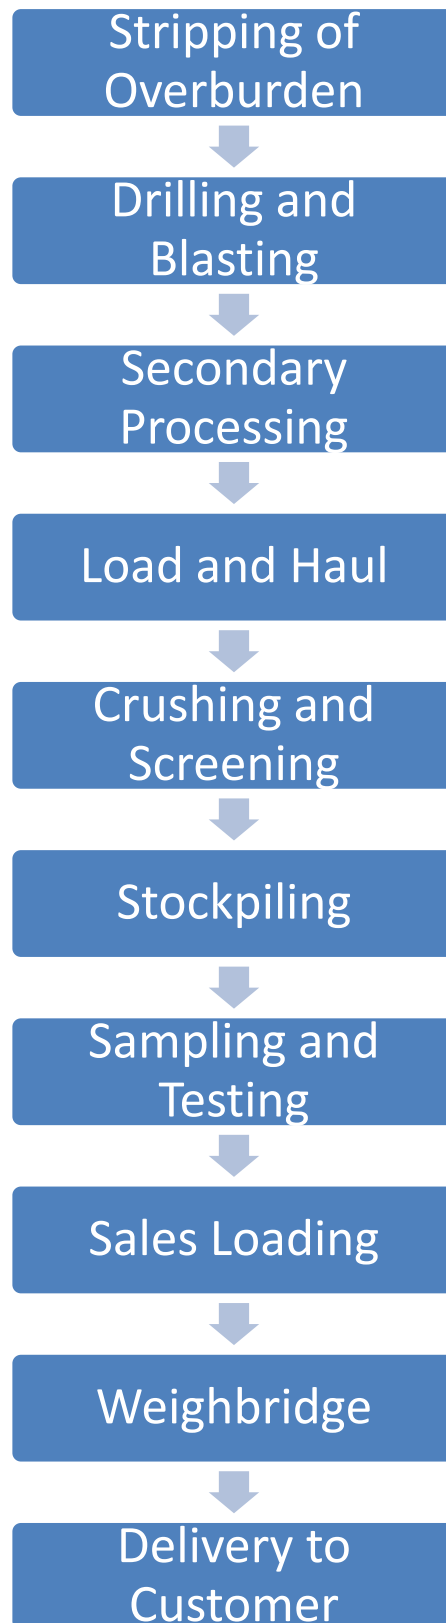 Stripping of
Overburden
Drilling and
Blasting
Secondary
Processing
Load and Haul
Crushing and
Screening
Stockpiling
Sampling and
Testing
Sales Loading
Weighbridge
Delivery to
Customer